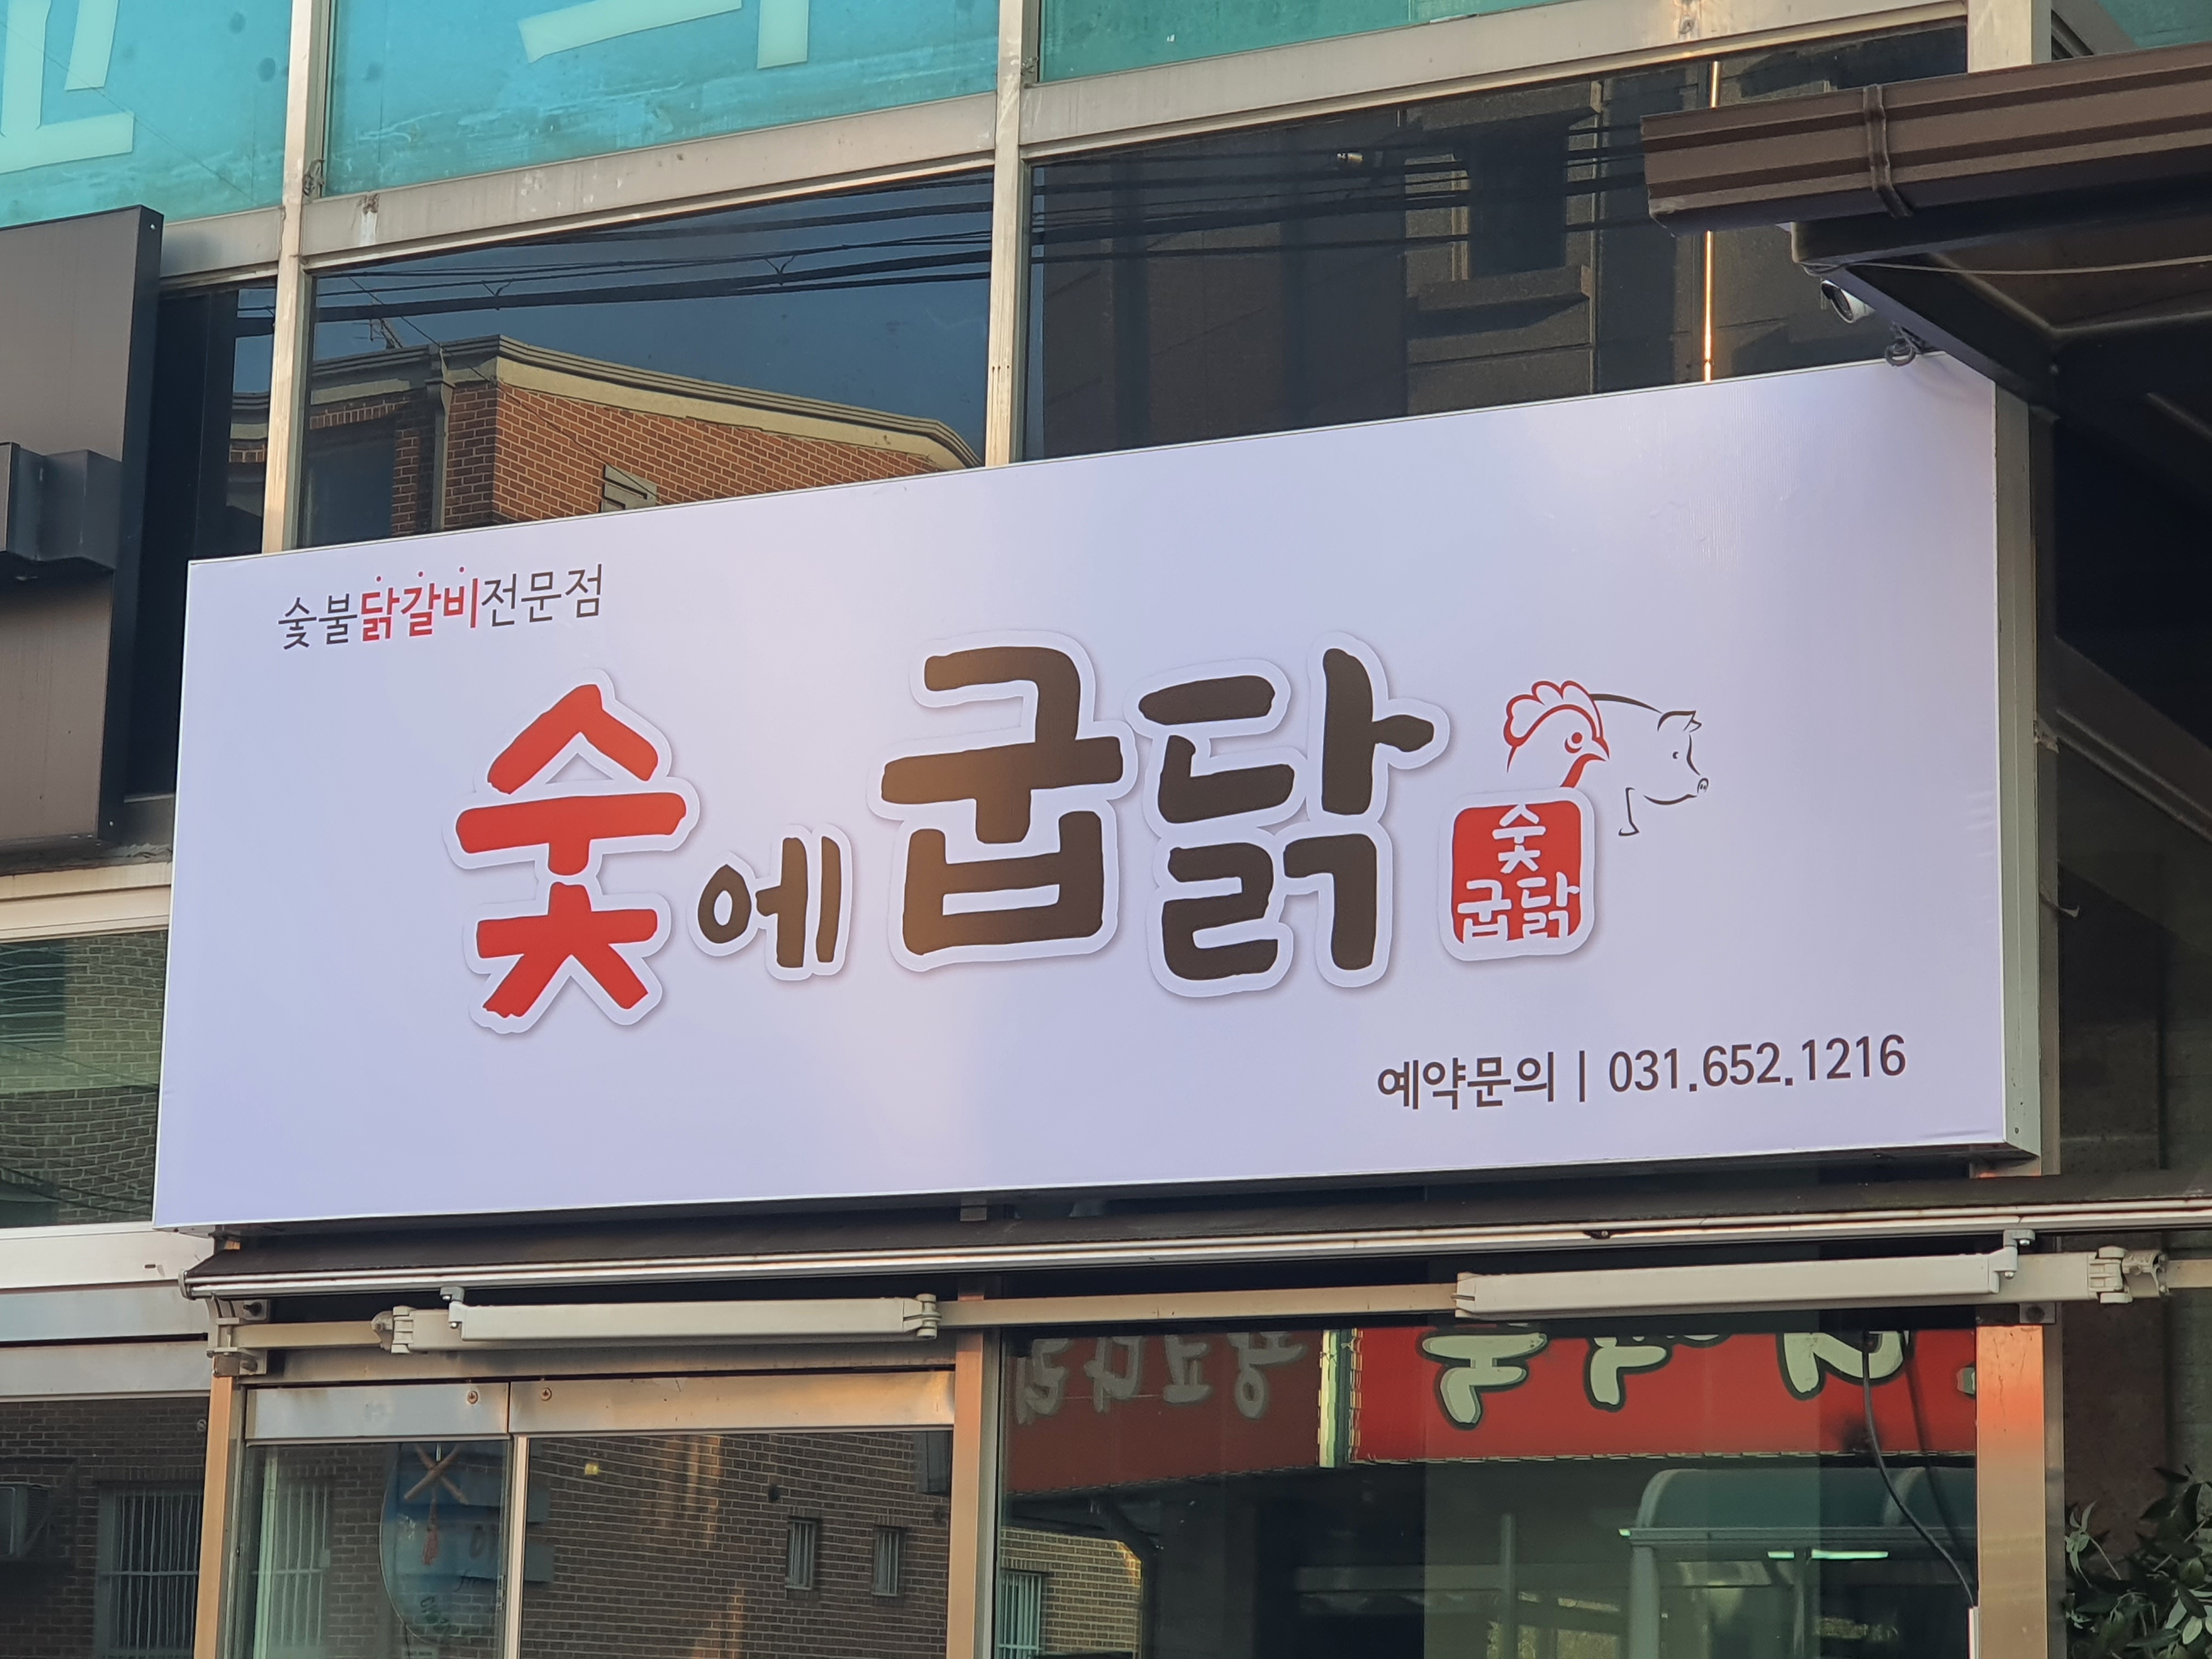 숯불닭갈비전문점
숯에굽닭
숯
굽닭
예약문의 | 031.652.1216